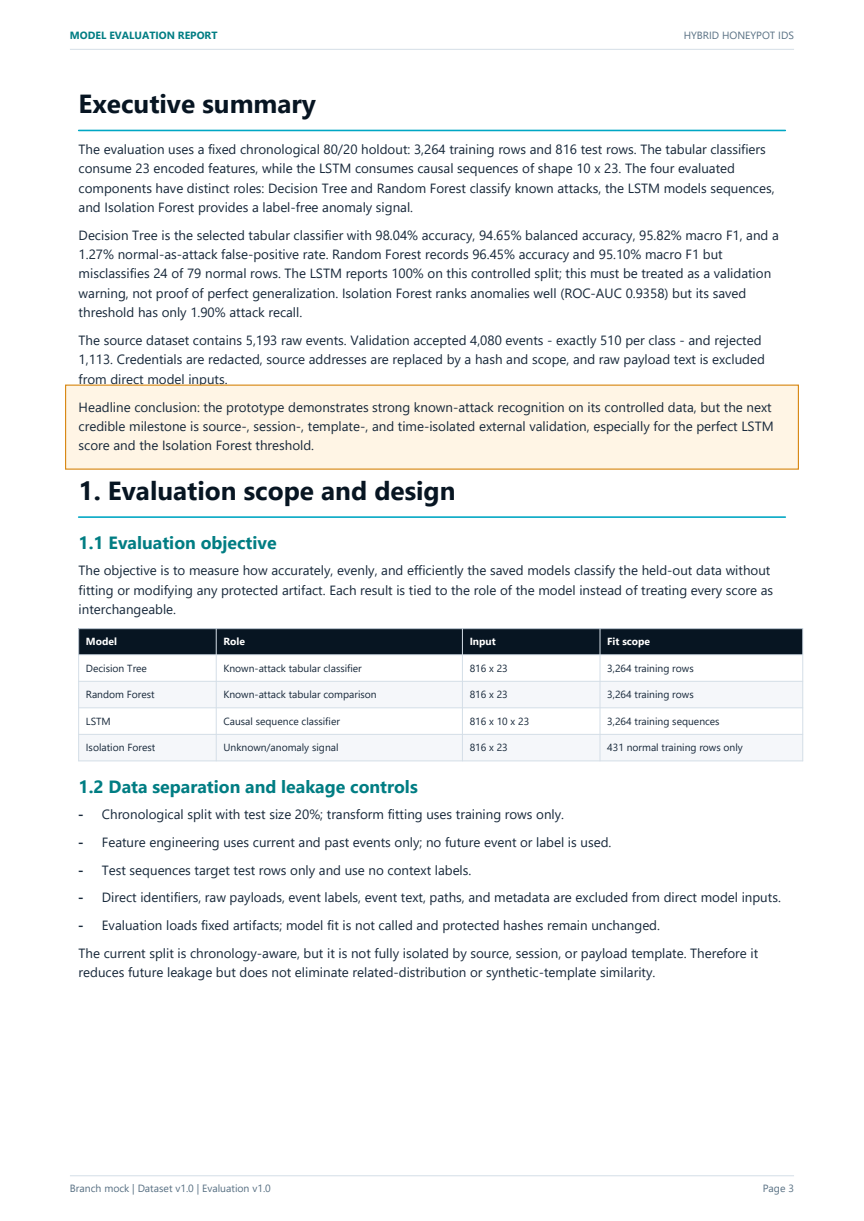 MODEL EVALUATION REPORT
HYBRID HONEYPOT IDS
Executive summary
The evaluation uses a fixed chronological 80/20 holdout: 3,264 training rows and 816 test rows. The tabular classifiers
consume 23 encoded features, while the LSTM consumes causal sequences of shape 10 x 23. The four evaluated
components have distinct roles: Decision Tree and Random Forest classify known attacks, the LSTM models sequences,
and Isolation Forest provides a label-free anomaly signal.
Decision Tree is the selected tabular classifier with 98.04% accuracy, 94.65% balanced accuracy, 95.82% macro F1, and a
1.27% normal-as-attack false-positive rate. Random Forest records 96.45% accuracy and 95.10% macro F1 but
misclassifies 24 of 79 normal rows. The LSTM reports 100% on this controlled split; this must be treated as a validation
warning, not proof of perfect generalization. Isolation Forest ranks anomalies well (ROC-AUC 0.9358) but its saved
threshold has only 1.90% attack recall.
The source dataset contains 5,193 raw events. Validation accepted 4,080 events - exactly 510 per class - and rejected
1,113. Credentials are redacted, source addresses are replaced by a hash and scope, and raw payload text is excluded
from direct model inputs.
Headline conclusion: the prototype demonstrates strong known-attack recognition on its controlled data, but the next
credible milestone is source-, session-, template-, and time-isolated external validation, especially for the perfect LSTM
score and the Isolation Forest threshold.
1. Evaluation scope and design
1.1 Evaluation objective
The objective is to measure how accurately, evenly, and efficiently the saved models classify the held-out data without
fitting or modifying any protected artifact. Each result is tied to the role of the model instead of treating every score as
interchangeable.
Model Role Input Fit scope
Decision Tree Known-attack tabular classifier 816 x 23 3,264 training rows
Random Forest Known-attack tabular comparison 816 x 23 3,264 training rows
LSTM Causal sequence classifier 816 x 10 x 23 3,264 training sequences
Isolation Forest Unknown/anomaly signal 816 x 23 431 normal training rows only
1.2 Data separation and leakage controls
- Chronological split with test size 20%; transform fitting uses training rows only.
- Feature engineering uses current and past events only; no future event or label is used.
- Test sequences target test rows only and use no context labels.
- Direct identifiers, raw payloads, event labels, event text, paths, and metadata are excluded from direct model inputs.
- Evaluation loads fixed artifacts; model fit is not called and protected hashes remain unchanged.
The current split is chronology-aware, but it is not fully isolated by source, session, or payload template. Therefore it
reduces future leakage but does not eliminate related-distribution or synthetic-template similarity.
Branch mock | Dataset v1.0 | Evaluation v1.0
Page 3